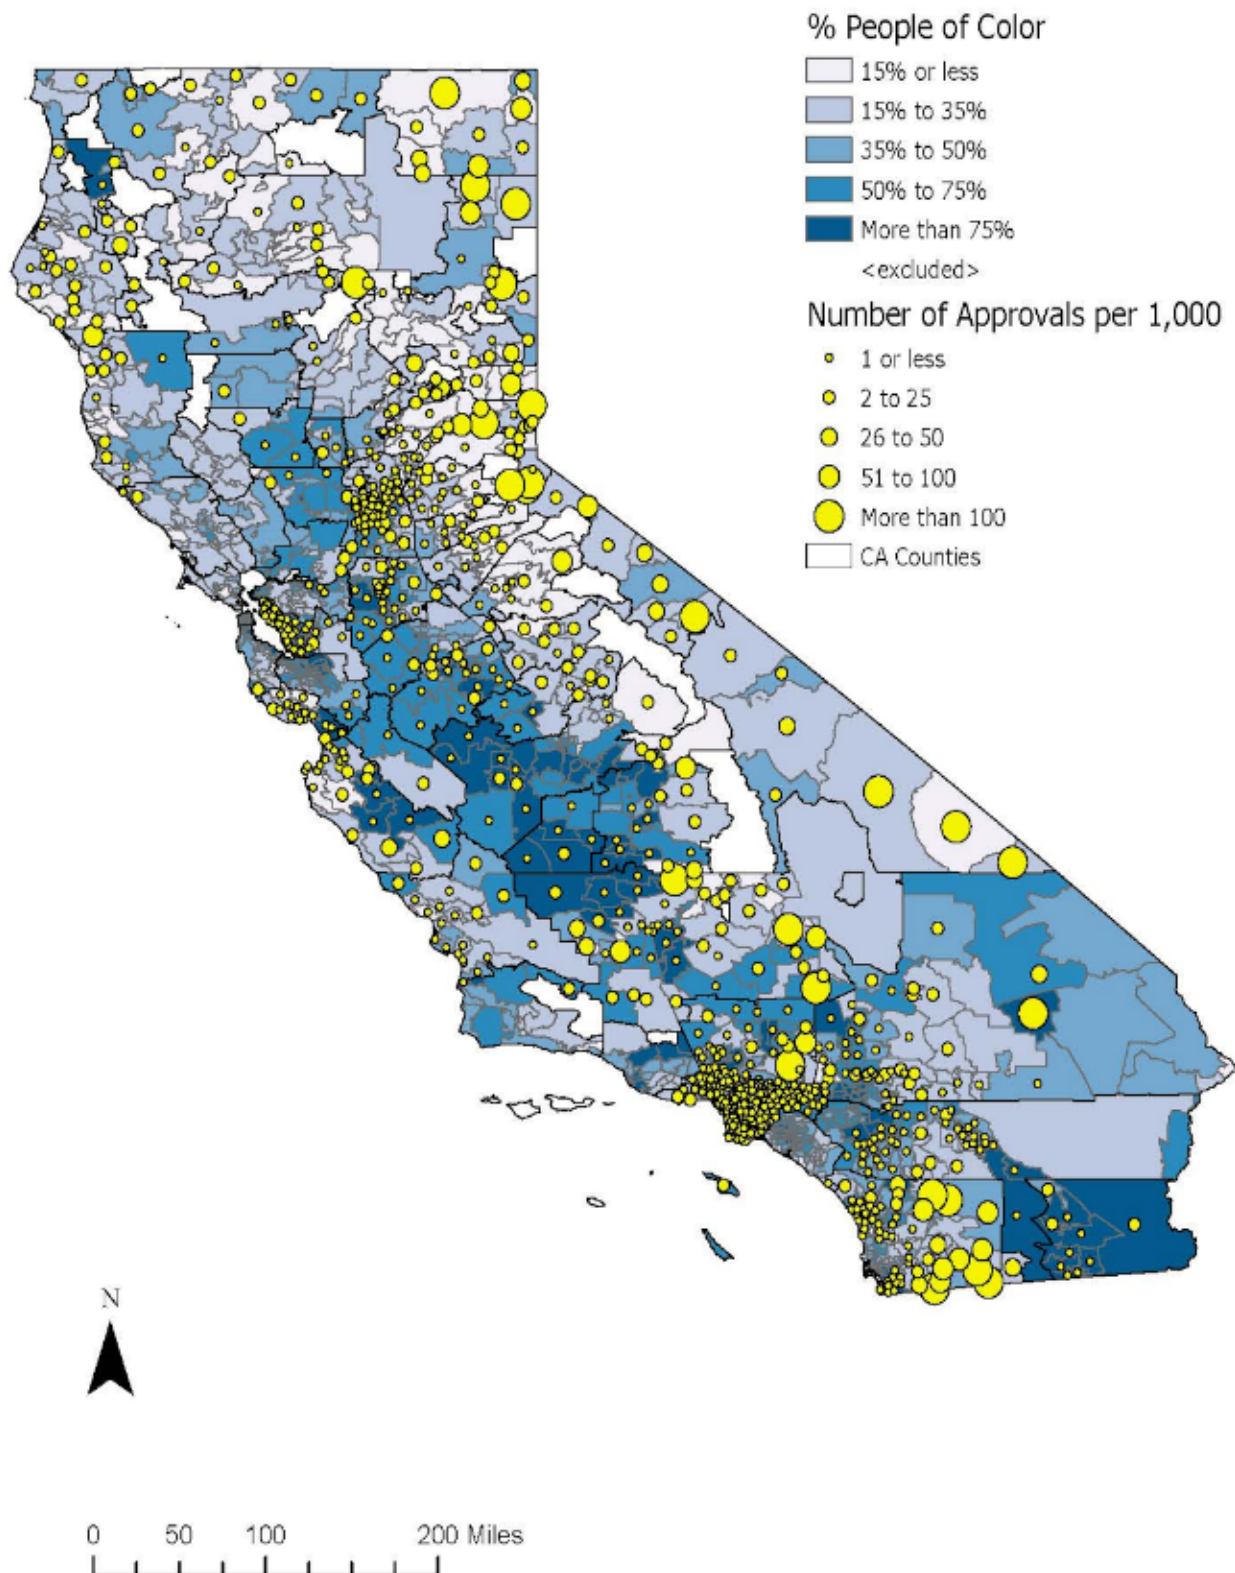 % People of Color
15% or less
15% to 35%
35% to 50%
50% to 75%
More than 75%
<excluded>
Number of Approvals per 1,000
1 or less
2 to 25
26 to 50
51 to 100
More than 100
CA Counties
N
0 50 100 200 Miles